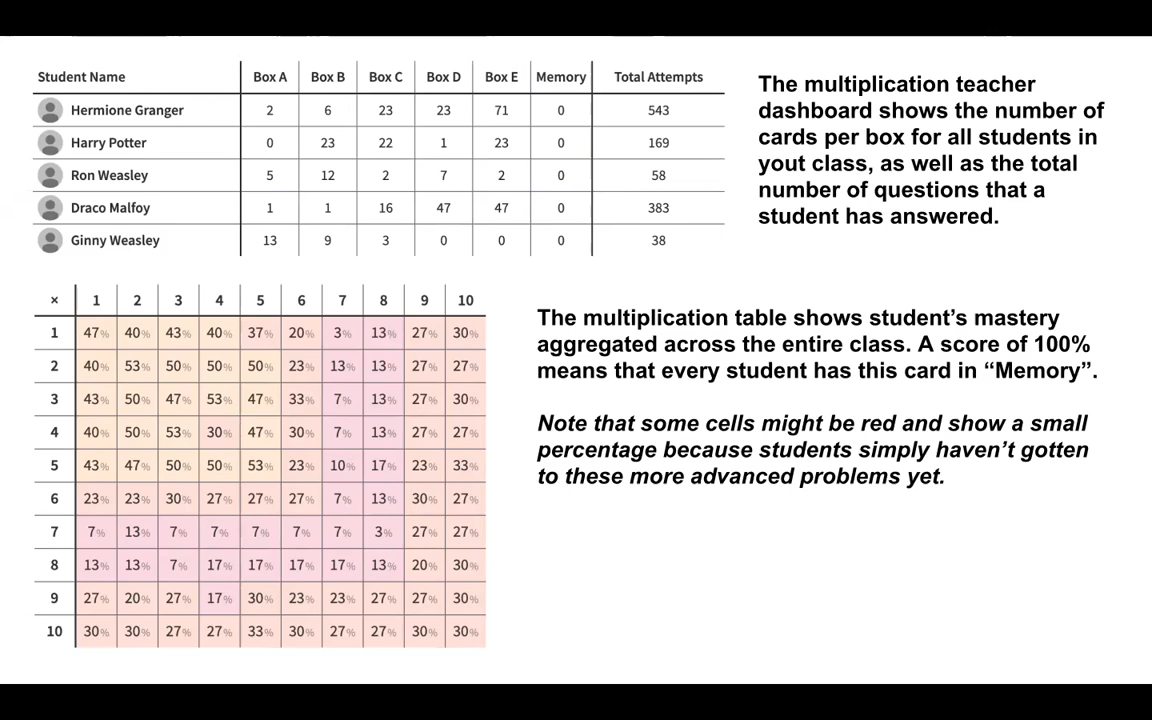 Student Name Box A Box B Box C Box D Box E Memory Total Attempts
Hermione Granger 2 6 23 23 71 0 543
Harry Potter 0 23 22 1 23 0 169
Ron Weasley 5 12 2 7 2 0 58
Draco Malfoy 1 1 16 47 47 0 383
Ginny Weasley 13 9 3 0 0 0 38
The multiplication teacher
dashboard shows the number of
cards per box for all students in
yout class, as well as the total
number of questions that a
student has answered.
× 1 2 3 4 5 6 7 8 9 10
1 47% 40% 43% 40% 37% 20% 3% 13% 27% 30%
2 40% 53% 50% 50% 50% 23% 13% 13% 27% 27%
3 43% 50% 47% 53% 47% 33% 7% 13% 27% 30%
4 40% 50% 53% 30% 47% 30% 7% 13% 27% 27%
5 43% 47% 50% 50% 53% 23% 10% 17% 23% 33%
6 23% 23% 30% 27% 27% 27% 7% 13% 30% 27%
7 7% 13% 7% 7% 7% 7% 7% 3% 27% 27%
8 13% 13% 7% 17% 17% 17% 17% 13% 20% 30%
9 27% 20% 27% 17% 30% 23% 23% 27% 27% 30%
10 30% 30% 27% 27% 33% 30% 27% 27% 30% 30%
The multiplication table shows student’s mastery
aggregated across the entire class. A score of 100%
means that every student has this card in “Memory”.
Note that some cells might be red and show a small
percentage because students simply haven’t gotten
to these more advanced problems yet.